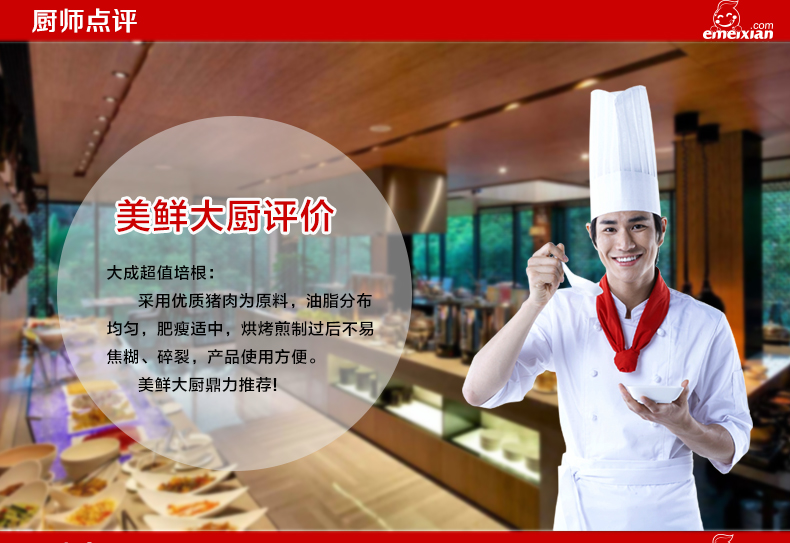 厨师点评
emeixian.com
美鲜大厨评价
大成超值培根：
采用优质猪肉为原料，油脂分布
均匀，肥瘦适中，烘烤煎制过后不易
焦糊、碎裂，产品使用方便。
美鲜大厨鼎力推荐!